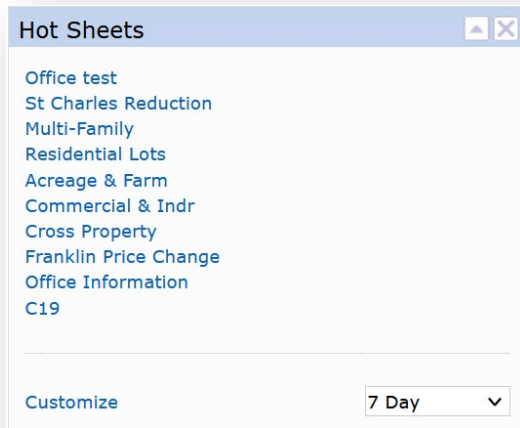 Hot Sheets
Office test
St Charles Reduction
Multi-Family
Residential Lots
Acreage & Farm
Commercial & Indr
Cross Property
Franklin Price Change
Office Information
C19
Customize 7 Day